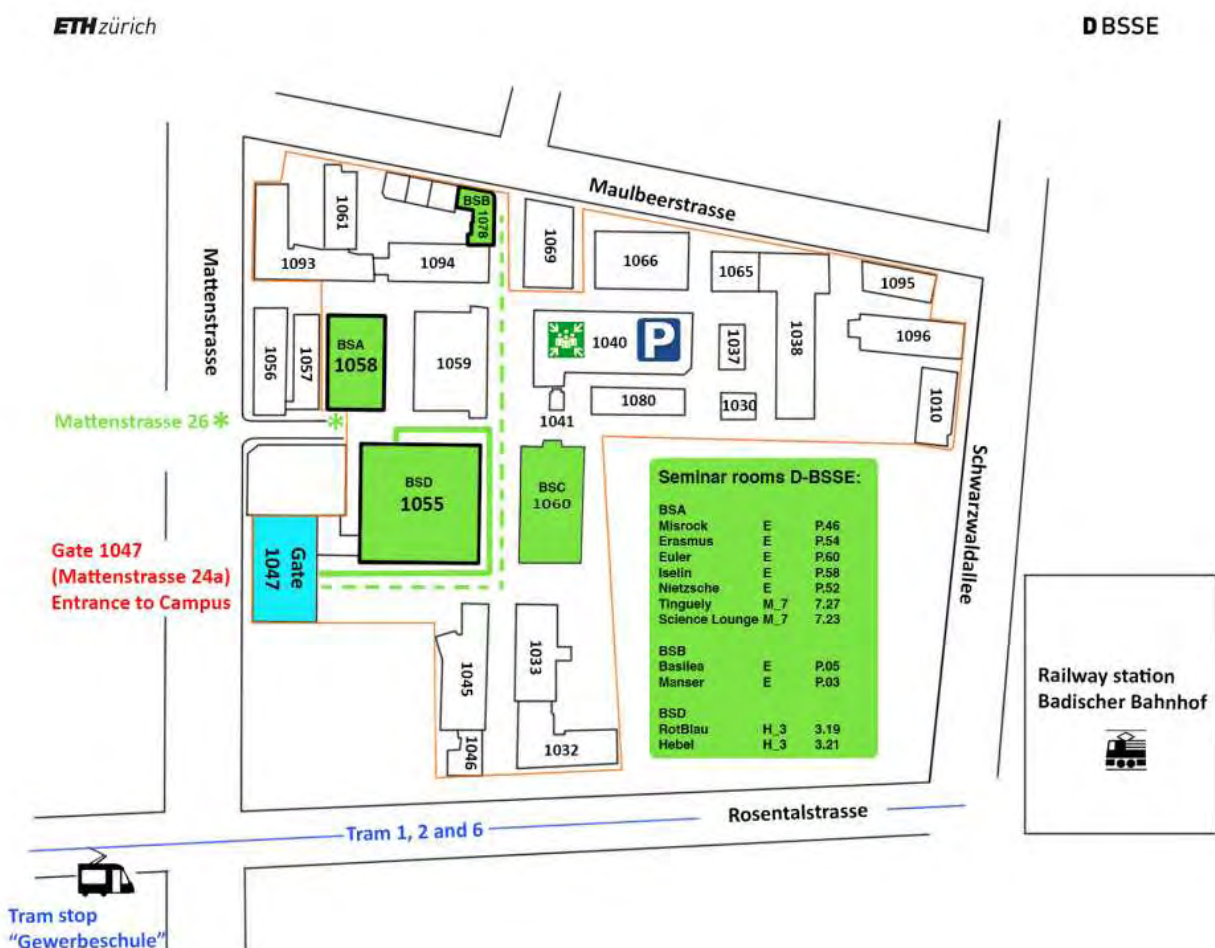 ETH zürich
D BSSE
Maulbeerstrasse
Mattenstrasse
BSB
1078
1061
1093
1094
1069
1066
1065
1095
1038
1096
1056
1057
BSA
1058
1059
1040
P
1037
1010
1080
1030
1041
Mattenstrasse 26 *
*
BSD
1055
BSC
1060
Schwarzwaldallee
Gate 1047
(Mattenstrasse 24a)
Entrance to Campus
Gate
1047
Seminar rooms D-BSSE:
BSA
Misrock E P.46
Erasmus E P.54
Euler E P.60
Iselin E P.58
Nietzsche E P.52
Tinguely M_7 7.27
Science Lounge M_7 7.23
BSB
Basilea E P.05
Manser E P.03
BSD
RotBlau H_3 3.19
Hebel H_3 3.21
1045
1033
1046
1032
Railway station
Badischer Bahnhof
Rosentalstrasse
Tram 1, 2 and 6
Tram stop
"Gewerbeschule"